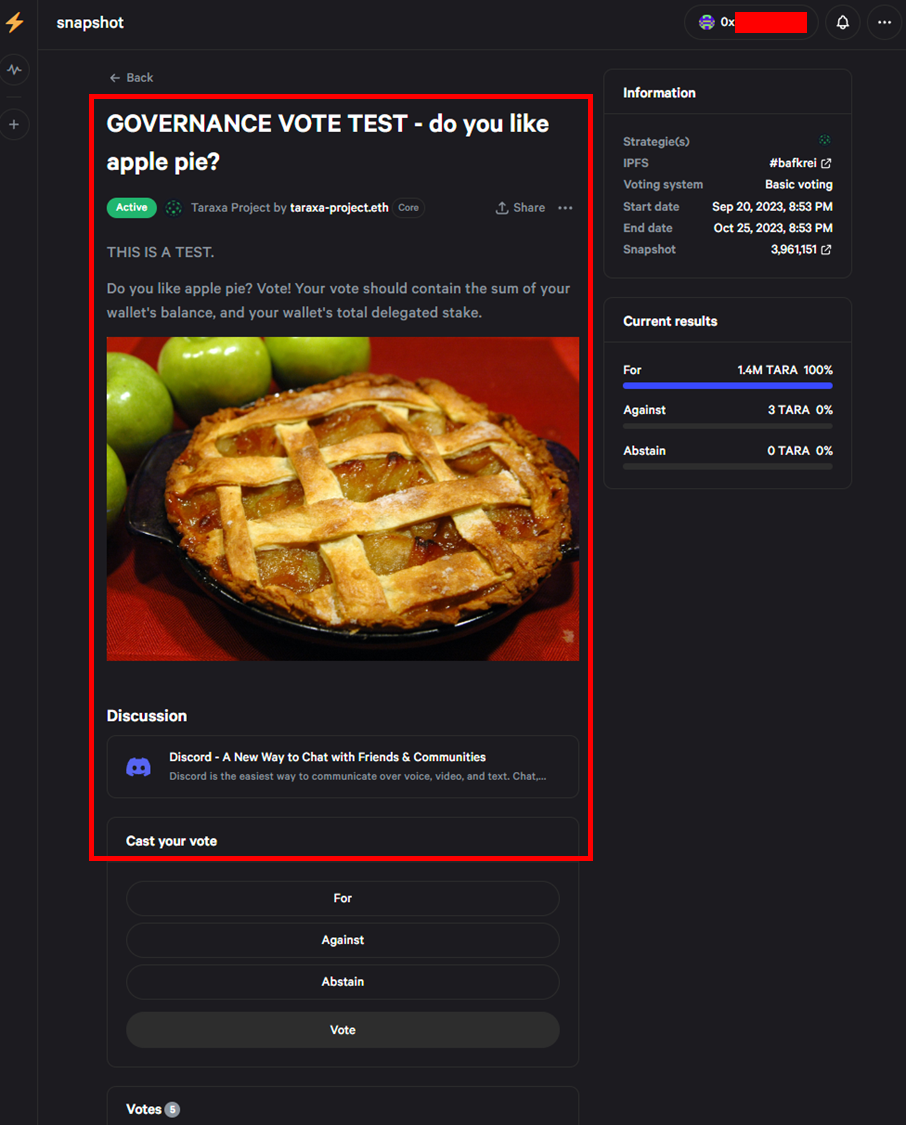 snapshot
0x
Back
GOVERNANCE VOTE TEST - do you like
apple pie?
Active
Taraxa Project by taraxa-project.eth
Core
Share
THIS IS A TEST.
Do you like apple pie? Vote! Your vote should contain the sum of your
wallet's balance, and your wallet's total delegated stake.
Discussion
Discord - A New Way to Chat with Friends & Communities
Discord is the easiest way to communicate over voice, video, and text. Chat,...
Cast your vote
For
Against
Abstain
Vote
Votes 5
Information
Strategie(s)
IPFS #bafkrei
Voting system Basic voting
Start date Sep 20, 2023, 8:53 PM
End date Oct 25, 2023, 8:53 PM
Snapshot 3,961,151
Current results
For 1.4M TARA 100%
Against 3 TARA 0%
Abstain 0 TARA 0%